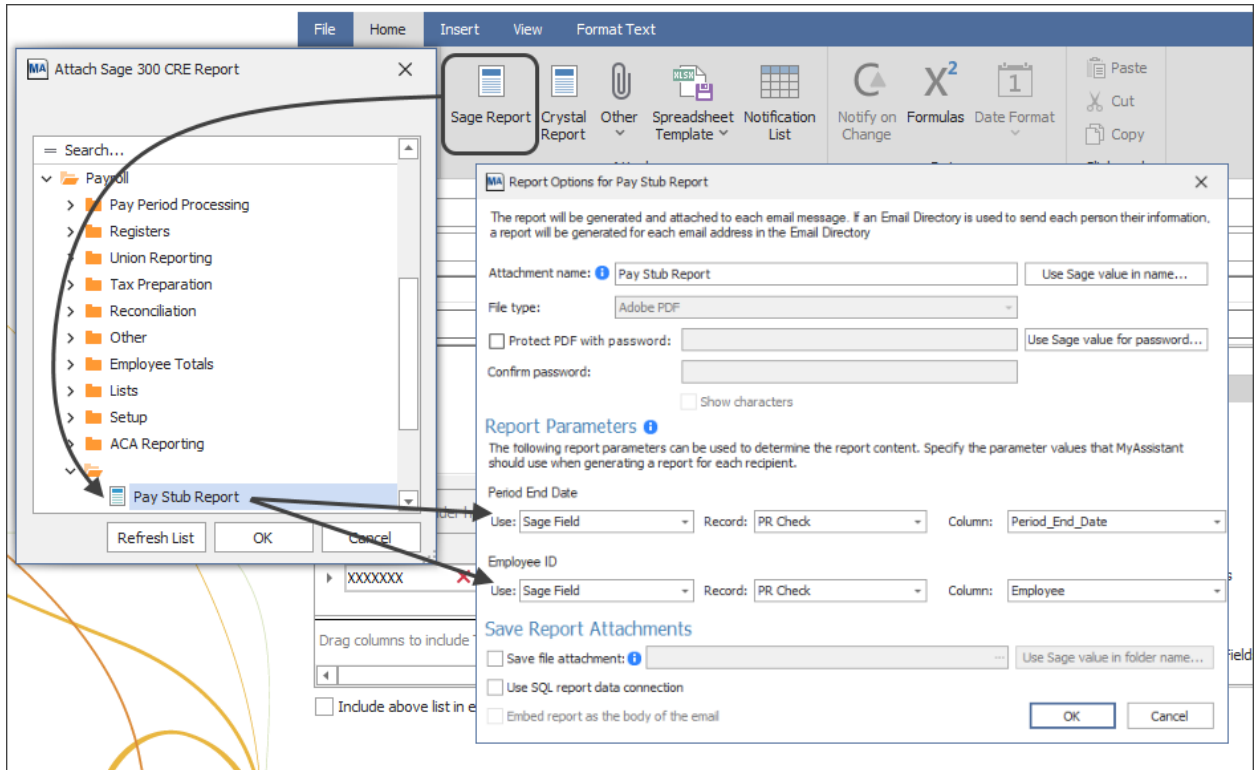 File Home Insert View Format Text
MA Attach Sage 300 CRE Report
Sage Report
Crystal Report
Other
Spreadsheet Template
Notification List
Notify on Change
Formulas
Date Format
Paste
Cut
Copy
XLSX
X2
1
Search...
Payroll
Pay Period Processing
Registers
Union Reporting
Tax Preparation
Reconciliation
Other
Employee Totals
Lists
Setup
ACA Reporting
Pay Stub Report
Refresh List OK Cancel
MA Report Options for Pay Stub Report
The report will be generated and attached to each email message. If an Email Directory is used to send each person their information,
a report will be generated for each email address in the Email Directory
Attachment name: Pay Stub Report Use Sage value in name...
File type: Adobe PDF
Protect PDF with password: Use Sage value for password...
Confirm password:
Show characters
Report Parameters
The following report parameters can be used to determine the report content. Specify the parameter values that MyAssistant
should use when generating a report for each recipient.
Period End Date
Use: Sage Field Record: PR Check Column: Period_End_Date
Employee ID
Use: Sage Field Record: PR Check Column: Employee
Save Report Attachments
Save file attachment: ... Use Sage value in folder name...
Use SQL report data connection
Embed report as the body of the email
OK Cancel
XXXXXXX
Drag columns to include
Include above list in e